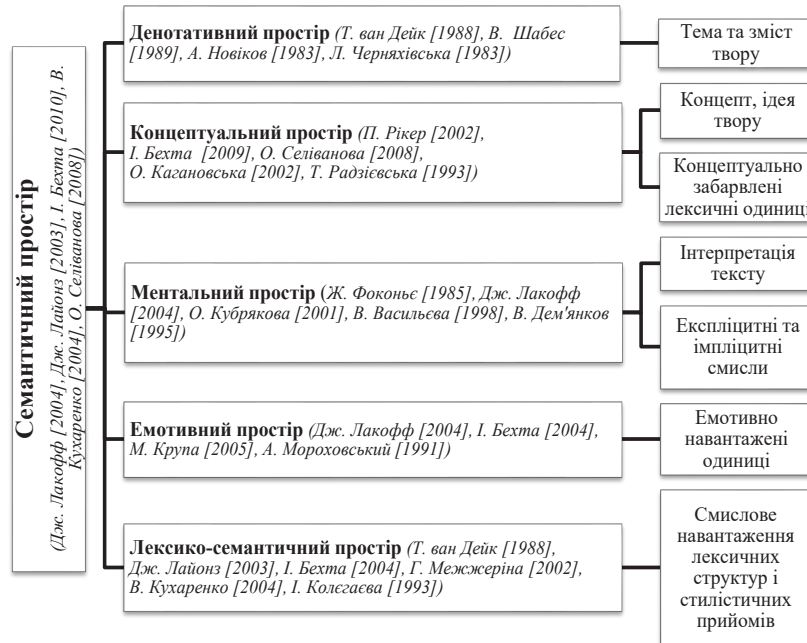 Семантичний простір
(Дж. Лакофф [2004], Дж. Лайонз [2003], І. Бехта [2010], В.
Кухаренко [2004], О. Селіванова [2008])
Денотативний простір (Т. ван Дейк [1988], В. Шабес
[1989], А. Новіков [1983], Л. Черняхівська [1983])
Тема та зміст
твору
Концептуальний простір (П. Рікер [2002],
І. Бехта [2009], О. Селіванова [2008],
О. Кагановська [2002], Т. Радзієвська [1993])
Концепт, ідея
твору
Концептуально
забарвлені
лексичні одиниці
Ментальний простір (Ж. Фоконьє [1985], Дж. Лакофф
[2004], О. Кубрякова [2001], В. Васильєва [1998], В. Дем'янков
[1995])
Інтерпретація
тексту
Експліцитні та
імпліцитні
смисли
Емотивний простір (Дж. Лакофф [2004], І. Бехта [2004],
М. Крупа [2005], А. Мороховський [1991])
Емотивно
навантажені
одиниці
Лексико-семантичний простір (Т. ван Дейк [1988],
Дж. Лайонз [2003], І. Бехта [2004], Г. Межжеріна [2002],
В. Кухаренко [2004], І. Колєгаєва [1993])
Смислове
навантаження
лексичних
структур і
стилістичних
прийомів